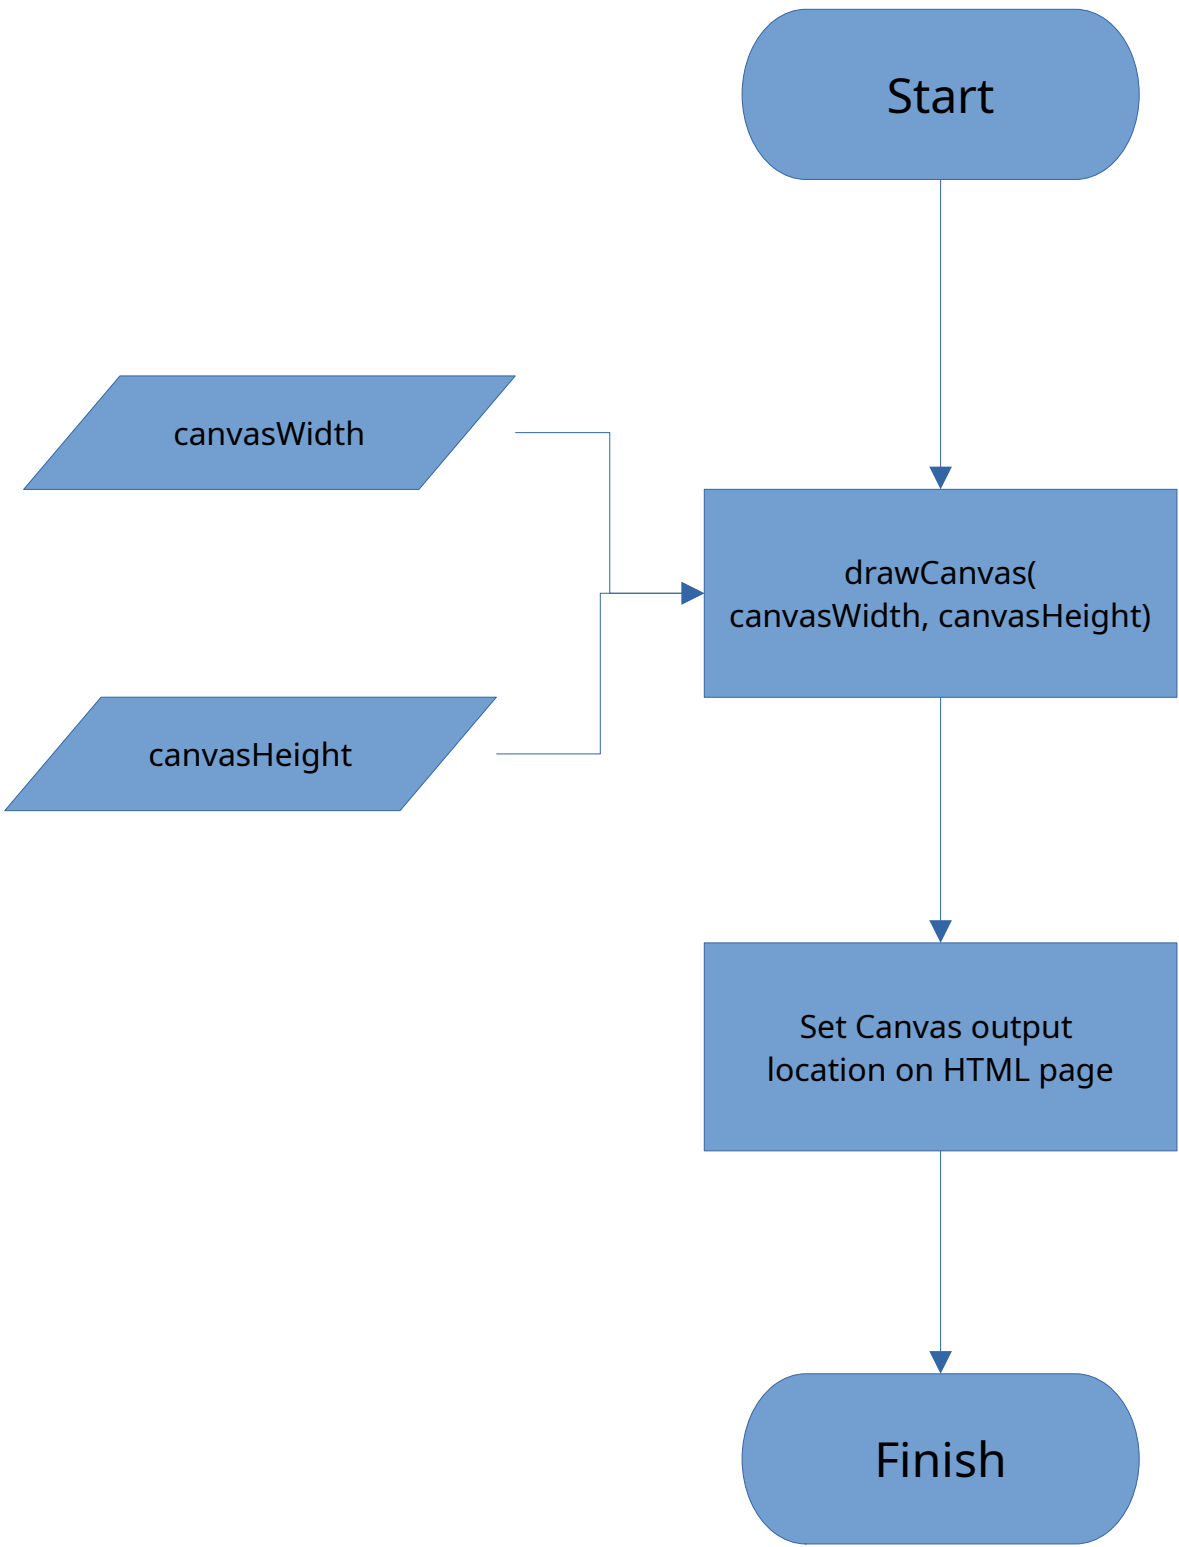 Start
canvasWidth
drawCanvas(
canvasWidth, canvasHeight)
canvasHeight
Set Canvas output
location on HTML page
Finish